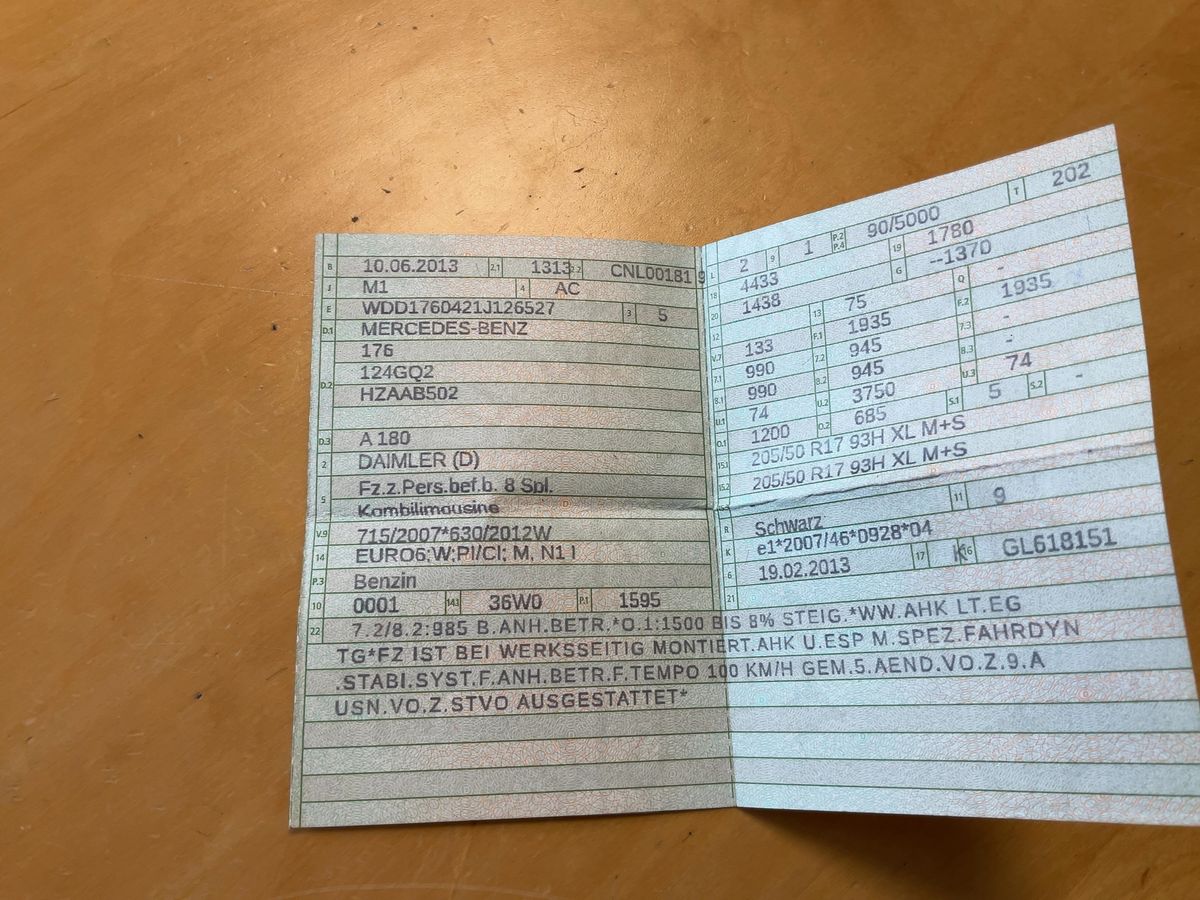 B 10.06.2013 2.1 1313 2.2 CNL00181 9
J M1 4 AC
E WDD1760421J126527 3 5
D.1 MERCEDES-BENZ
176
D.2 124GQ2
HZAAB502
D.3 A 180
2 DAIMLER (D)
5 Fz.z.Pers.bef.b. 8 Spl.
Kombilimousine
V.9 715/2007*630/2012W
14 EURO6;W;PI/CI; M, N1 I
P.3 Benzin
10 0001 14.1 36W0 P.1 1595
L 2 9 1 P.2 P.4 90/5000 T 202
18 4433 19 1780
20 1438 G --1370
12 - 13 75 Q -
V.7 133 F.1 1935 F.2 1935
7.1 990 7.2 945 7.3 -
8.1 990 8.2 945 8.3 -
U.1 74 U.2 3750 U.3 74
O.1 1200 O.2 685 S.1 5 S.2 -
15.1 205/50 R17 93H XL M+S
15.2 205/50 R17 93H XL M+S
15.3
R Schwarz 11 9
K e1*2007/46*0928*04
6 19.02.2013 17 K 16 GL618151
21
22 7.2/8.2:985 B.ANH.BETR.*O.1:1500 BIS 8% STEIG.*WW.AHK LT.EG
TG*FZ IST BEI WERKSSEITIG MONTIERT.AHK U.ESP M.SPEZ.FAHRDYN
.STABI.SYST.F.ANH.BETR.F.TEMPO 100 KM/H GEM.5.AEND.VO.Z.9.A
USN.VO.Z.STVO AUSGESTATTET*